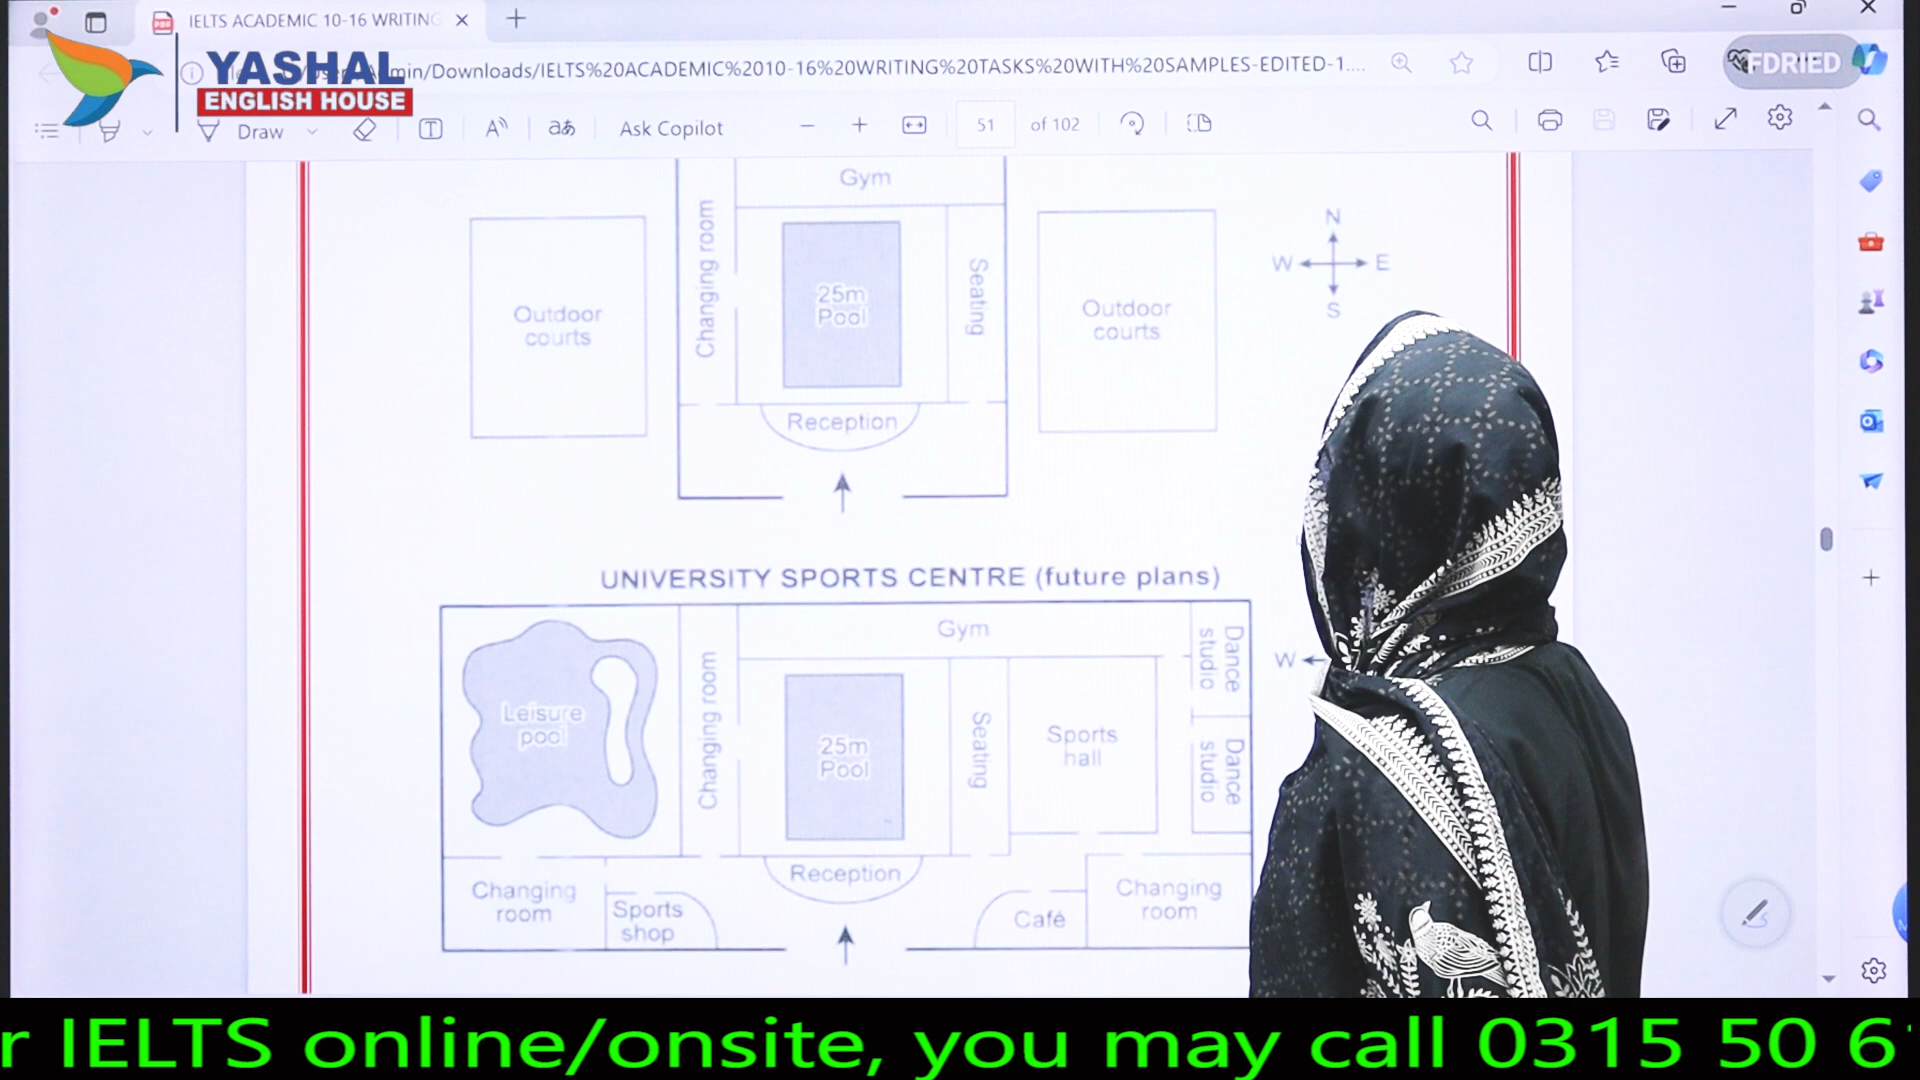 IELTS ACADEMIC 10-16 WRITING
YASHAL
ENGLISH HOUSE
min/Downloads/IELTS%20ACADEMIC%2010-16%20WRITING%20TASKS%20WITH%20SAMPLES-EDITED-1....
FDRIED
Draw
Ask Copilot
51
of 102
Gym
Changing room
25m
Pool
Seating
Outdoor
courts
Outdoor
courts
Reception
N
W
E
S
UNIVERSITY SPORTS CENTRE (future plans)
Gym
Leisure
pool
Changing room
25m
Pool
Seating
Sports
hall
Dance
studio
Dance
studio
W
Reception
Changing
room
Sports
shop
Café
Changing
room
r IELTS online/onsite, you may call 0315 50 6